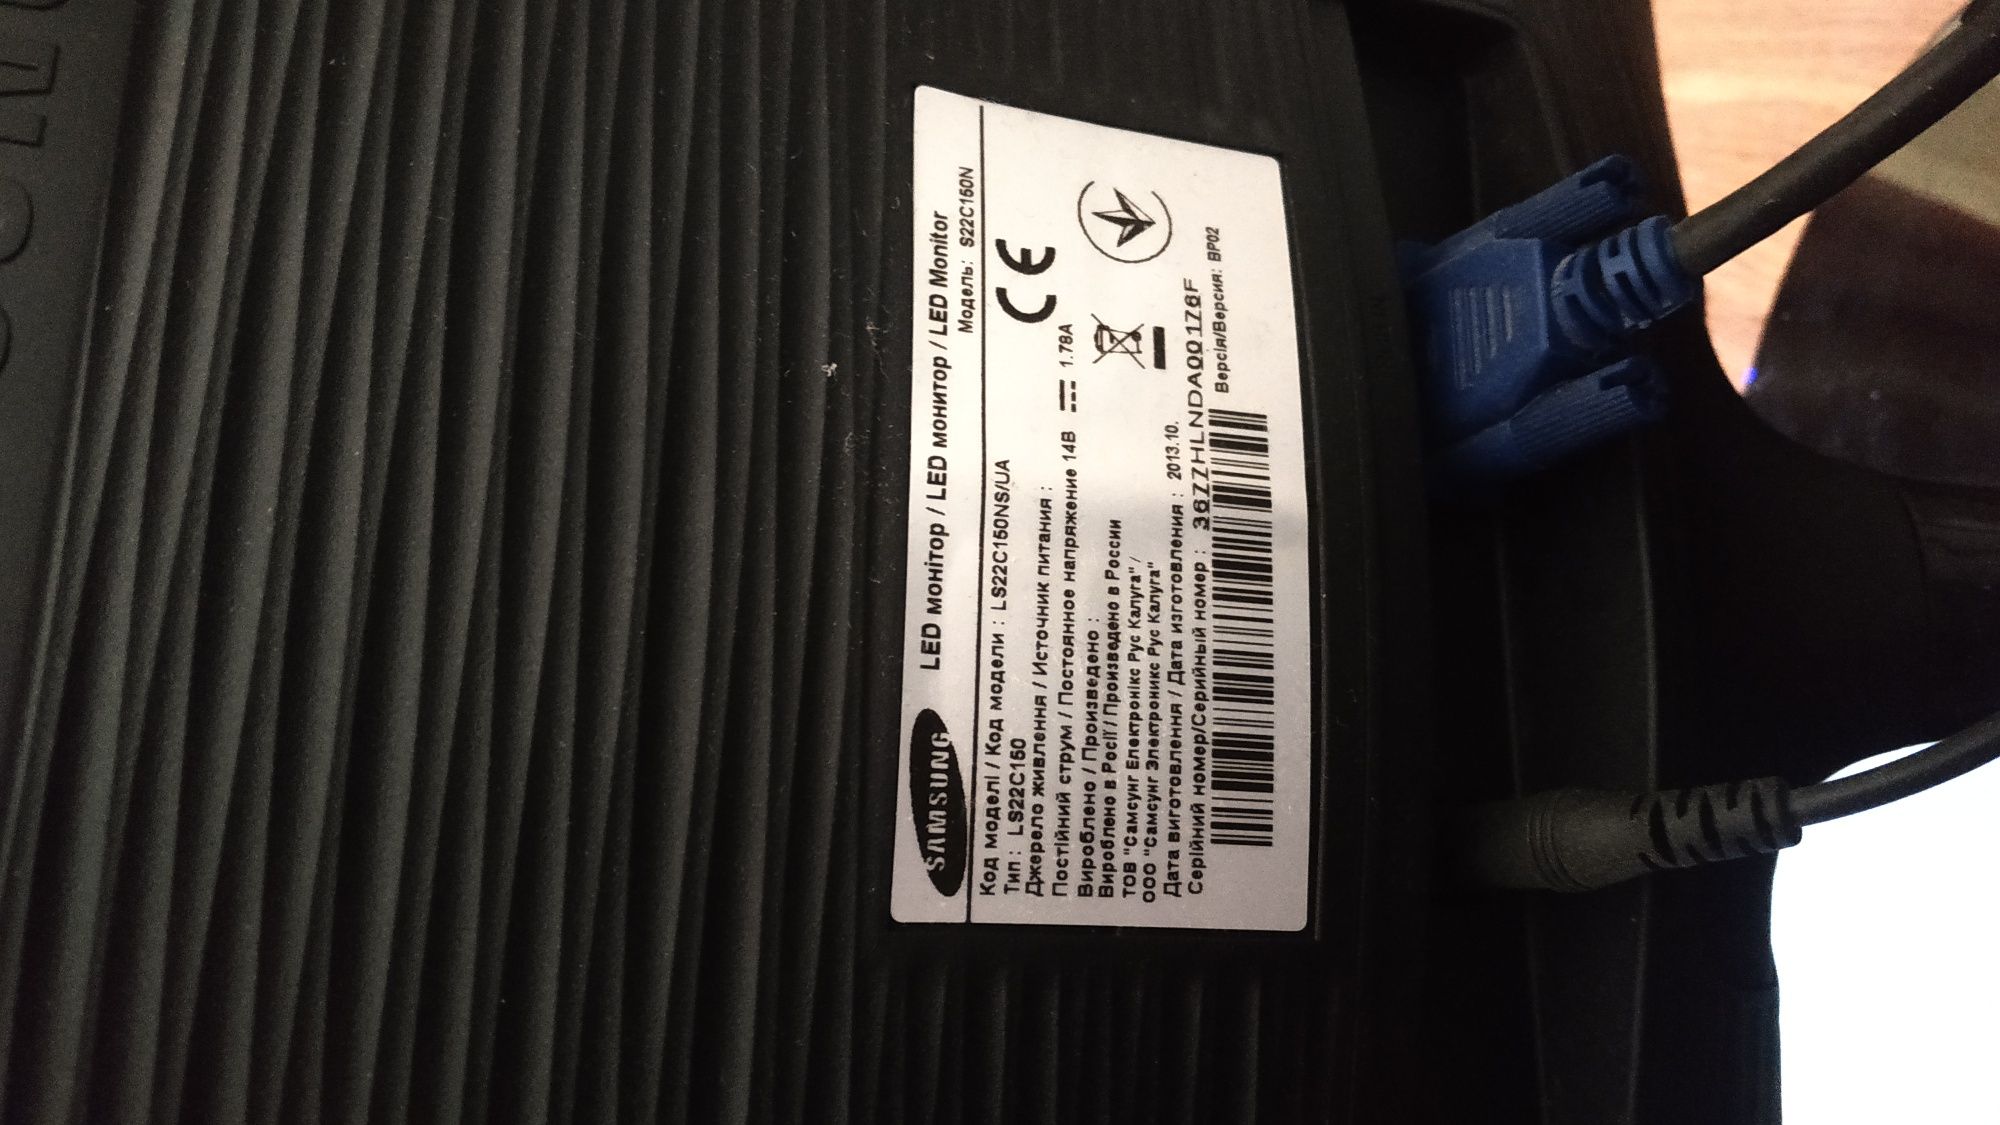 SAMSUNG
LED монітор / LED монитор / LED Monitor
Модель: S22C150N
Код моделі / Код модели : LS22C150NS/UA
Тип : LS22C150
Джерело живлення / Источник питания :
Постійний струм / Постоянное напряжение 14В 1.78A
Вироблено / Произведено :
Вироблено в Росії / Произведено в России
ТОВ "Самсунг Електронікс Рус Калуга" /
ООО "Самсунг Электроникс Рус Калуга"
Дата виготовлення / Дата изготовления : 2013.10.
Серійний номер/Серийный номер : 36ZZHLNDA00176F
Версія/Версия: BP02
CE